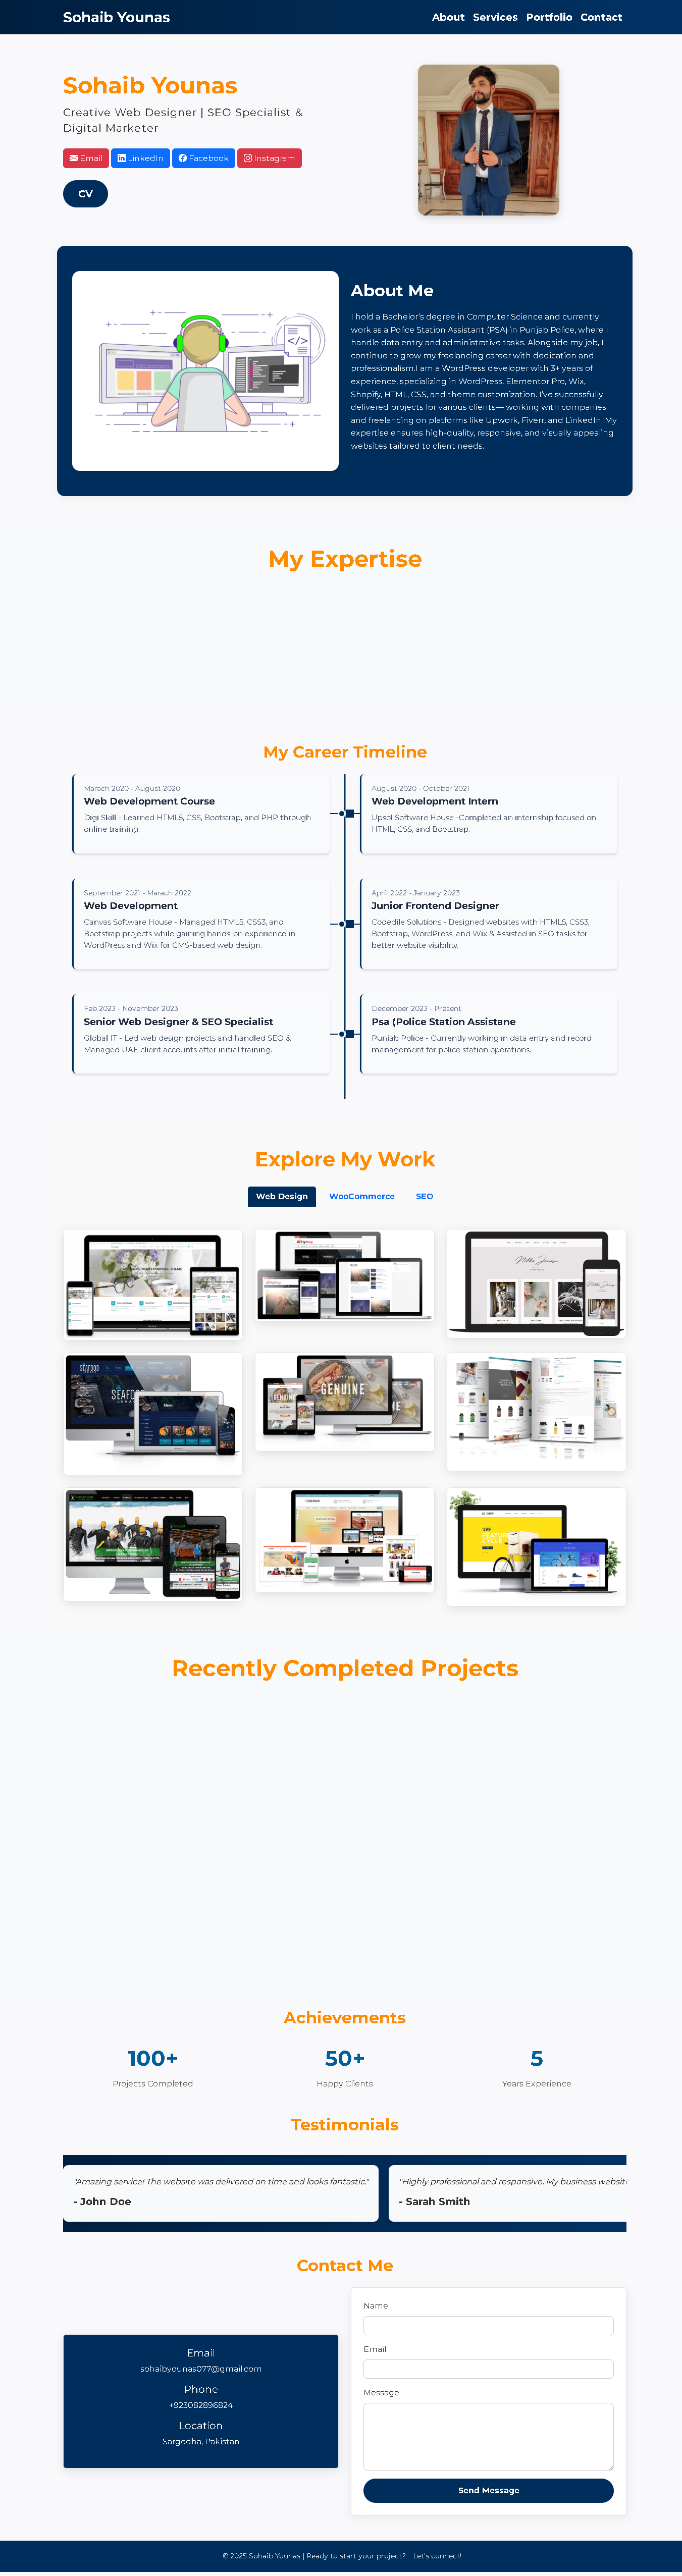 Sohaib Younas
About Services Portfolio Contact
Sohaib Younas
Creative Web Designer | SEO Specialist &
Digital Marketer
Email LinkedIn Facebook Instagram
CV
About Me
I hold a Bachelor's degree in Computer Science and currently
work as a Police Station Assistant (PSA) in Punjab Police, where I
handle data entry and administrative tasks. Alongside my job, I
continue to grow my freelancing career with dedication and
professionalism.I am a WordPress developer with 3+ years of
experience, specializing in WordPress, Elementor Pro, Wix,
Shopify, HTML, CSS, and theme customization. I've successfully
delivered projects for various clients— working with companies
and freelancing on platforms like Upwork, Fiverr, and LinkedIn. My
expertise ensures high-quality, responsive, and visually appealing
websites tailored to client needs.
My Expertise
My Career Timeline
Marach 2020 - August 2020
Web Development Course
Digi Skilll - Learned HTML5, CSS, Bootstrap, and PHP through
online training.
August 2020 - October 2021
Web Development Intern
Upsol Software House -Completed an internship focused on
HTML, CSS, and Bootstrap.
September 2021 - Marach 2022
Web Development
Canvas Software House - Managed HTML5, CSS3, and
Bootstrap projects while gaining hands-on experience in
WordPress and Wix for CMS-based web design.
April 2022 - January 2023
Junior Frontend Designer
Codedile Solutions - Designed websites with HTML5, CSS3,
Bootstrap, WordPress, and Wix & Assisted in SEO tasks for
better website visibility.
Feb 2023 - November 2023
Senior Web Designer & SEO Specialist
Global IT - Led web design projects and handled SEO &
Managed UAE client accounts after initial training.
December 2023 - Present
Psa (Police Station Assistane
Punjab Police - Currently working in data entry and record
management for police station operations.
Explore My Work
Web Design WooCommerce SEO
SEAFOOD
GENUINE
Recently Completed Projects
Achievements
100+
Projects Completed
50+
Happy Clients
5
Years Experience
Testimonials
"Amazing service! The website was delivered on time and looks fantastic."
- John Doe
"Highly professional and responsive. My business website
- Sarah Smith
Contact Me
Email
sohaibyounas077@gmail.com
Phone
+923082896824
Location
Sargodha, Pakistan
Name
Email
Message
Send Message
© 2025 Sohaib Younas | Ready to start your project? Let's connect!